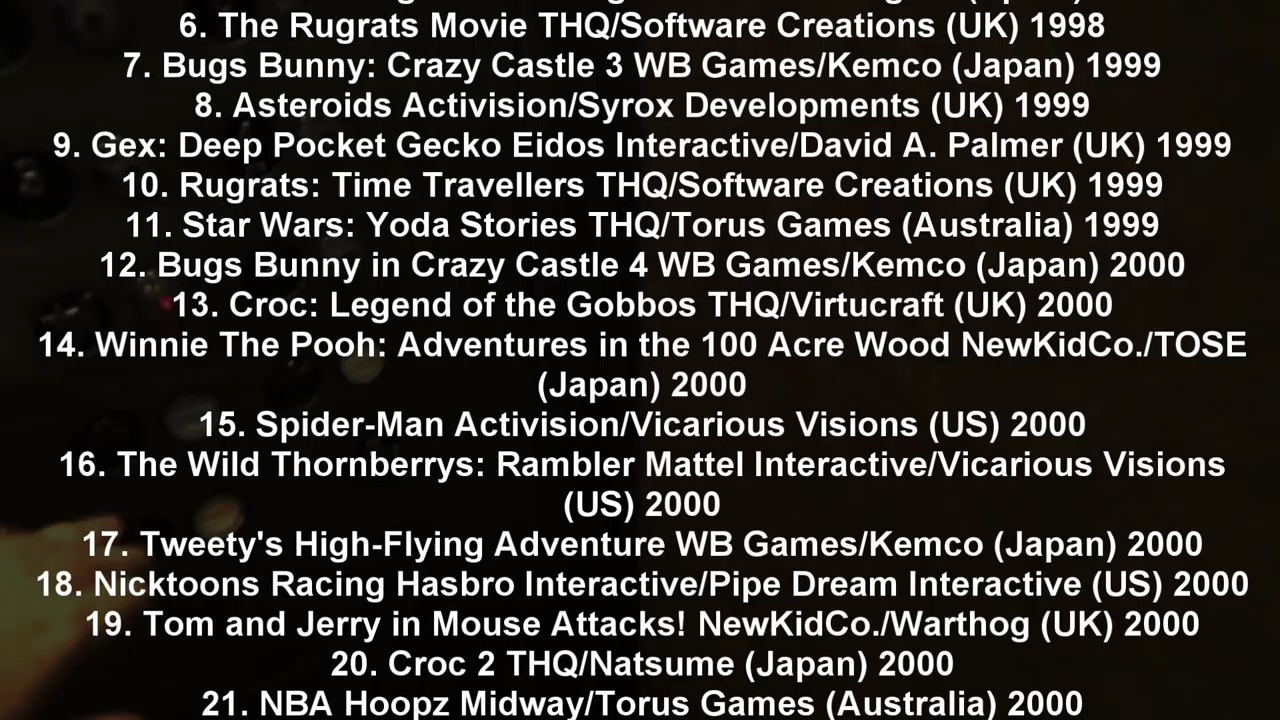 6. The Rugrats Movie THQ/Software Creations (UK) 1998
7. Bugs Bunny: Crazy Castle 3 WB Games/Kemco (Japan) 1999
8. Asteroids Activision/Syrox Developments (UK) 1999
9. Gex: Deep Pocket Gecko Eidos Interactive/David A. Palmer (UK) 1999
10. Rugrats: Time Travellers THQ/Software Creations (UK) 1999
11. Star Wars: Yoda Stories THQ/Torus Games (Australia) 1999
12. Bugs Bunny in Crazy Castle 4 WB Games/Kemco (Japan) 2000
13. Croc: Legend of the Gobbos THQ/Virtucraft (UK) 2000
14. Winnie The Pooh: Adventures in the 100 Acre Wood NewKidCo./TOSE
(Japan) 2000
15. Spider-Man Activision/Vicarious Visions (US) 2000
16. The Wild Thornberrys: Rambler Mattel Interactive/Vicarious Visions
(US) 2000
17. Tweety's High-Flying Adventure WB Games/Kemco (Japan) 2000
18. Nicktoons Racing Hasbro Interactive/Pipe Dream Interactive (US) 2000
19. Tom and Jerry in Mouse Attacks! NewKidCo./Warthog (UK) 2000
20. Croc 2 THQ/Natsume (Japan) 2000
21. NBA Hoopz Midway/Torus Games (Australia) 2000